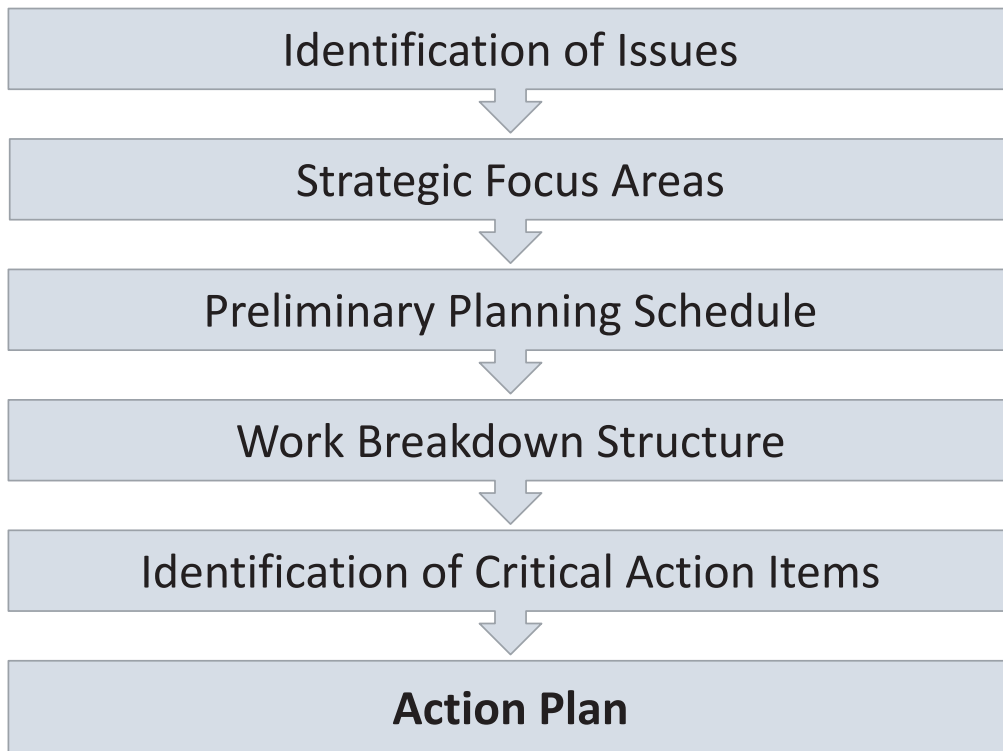 Identification of Issues
Strategic Focus Areas
Preliminary Planning Schedule
Work Breakdown Structure
Identification of Critical Action Items
Action Plan